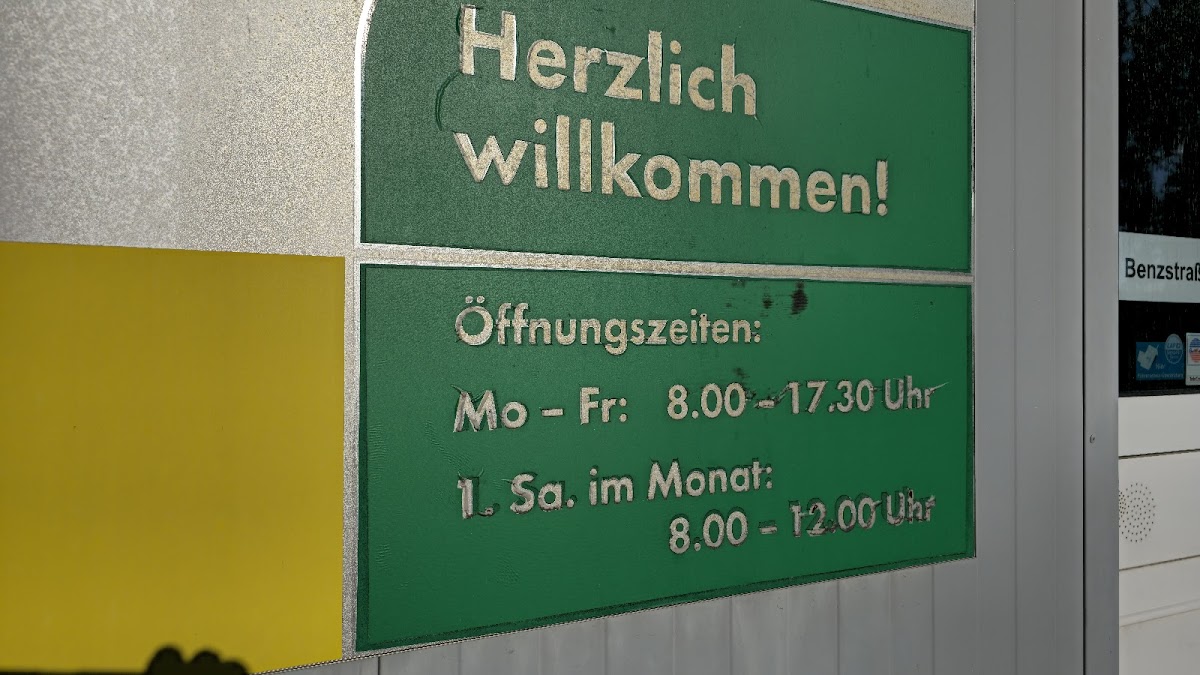 Herzlich
willkommen!
Öffnungszeiten:
Mo – Fr: 8.00 – 17.30 Uhr
1. Sa. im Monat:
8.00 – 12.00 Uhr
Benzstraß